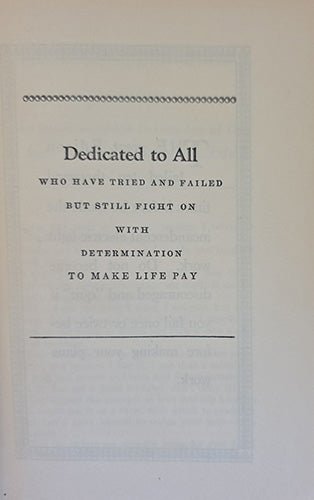 Dedicated to All
WHO HAVE TRIED AND FAILED
BUT STILL FIGHT ON
WITH
DETERMINATION
TO MAKE LIFE PAY